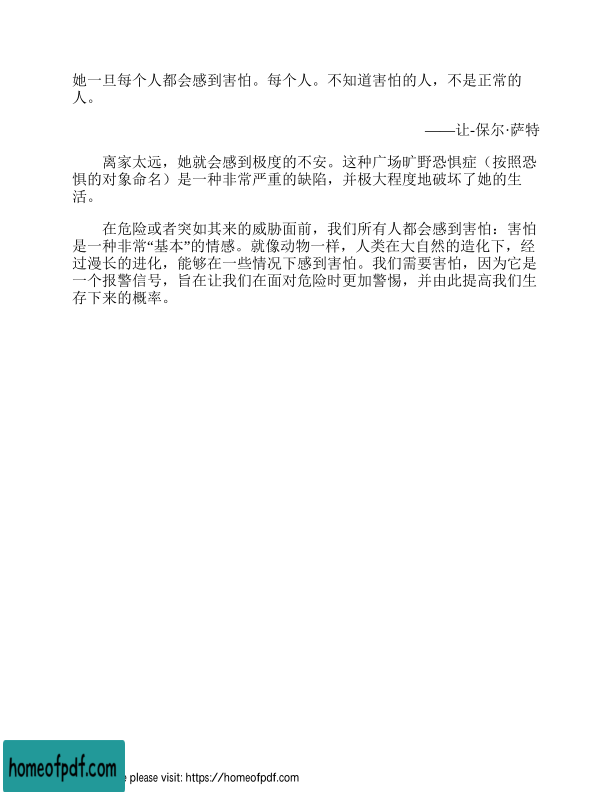 她一旦每个人都会感到害怕。每个人。不知道害怕的人，不是正常的
人。
——让-保尔·萨特
离家太远，她就会感到极度的不安。这种广场旷野恐惧症（按照恐
惧的对象命名）是一种非常严重的缺陷，并极大程度地破坏了她的生
活。
在危险或者突如其来的威胁面前，我们所有人都会感到害怕：害怕
是一种非常“基本”的情感。就像动物一样，人类在大自然的造化下，经
过漫长的进化，能够在一些情况下感到害怕。我们需要害怕，因为它是
一个报警信号，旨在让我们在面对危险时更加警惕，并由此提高我们生
存下来的概率。
homeofpdf.com
e please visit: https://homeofpdf.com